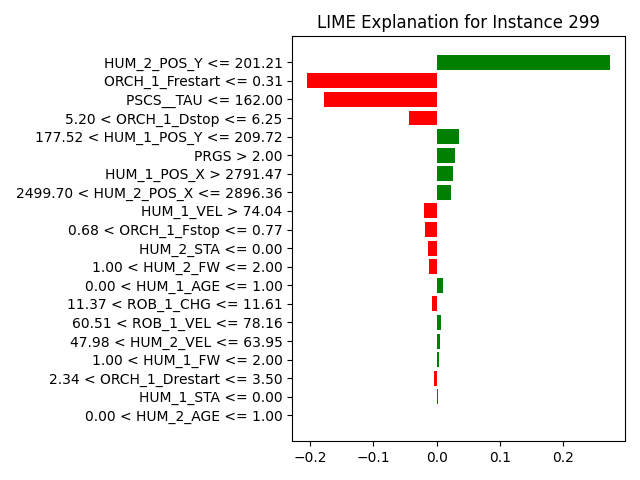 LIME Explanation for Instance 299
HUM_2_POS_Y <= 201.21
ORCH_1_Frestart <= 0.31
PSCS__TAU <= 162.00
5.20 < ORCH_1_Dstop <= 6.25
177.52 < HUM_1_POS_Y <= 209.72
PRGS > 2.00
HUM_1_POS_X > 2791.47
2499.70 < HUM_2_POS_X <= 2896.36
HUM_1_VEL > 74.04
0.68 < ORCH_1_Fstop <= 0.77
HUM_2_STA <= 0.00
1.00 < HUM_2_FW <= 2.00
0.00 < HUM_1_AGE <= 1.00
11.37 < ROB_1_CHG <= 11.61
60.51 < ROB_1_VEL <= 78.16
47.98 < HUM_2_VEL <= 63.95
1.00 < HUM_1_FW <= 2.00
2.34 < ORCH_1_Drestart <= 3.50
HUM_1_STA <= 0.00
0.00 < HUM_2_AGE <= 1.00
−0.2 −0.1 0.0 0.1 0.2